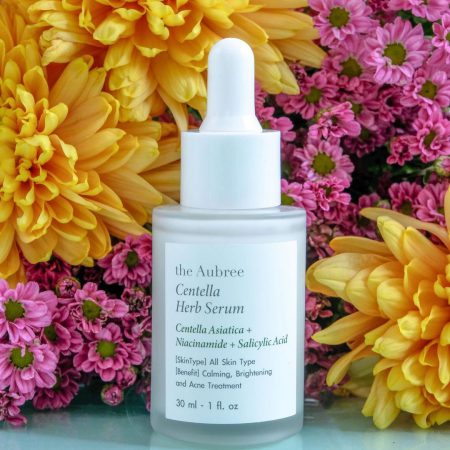 the Aubree
Centella
Herb Serum
Centella Asiatica +
Niacinamide + Salicylic Acid
[SkinType] All Skin Type
[Benefit] Calming, Brightening
and Acne Treatment
30 ml - 1 fl. oz